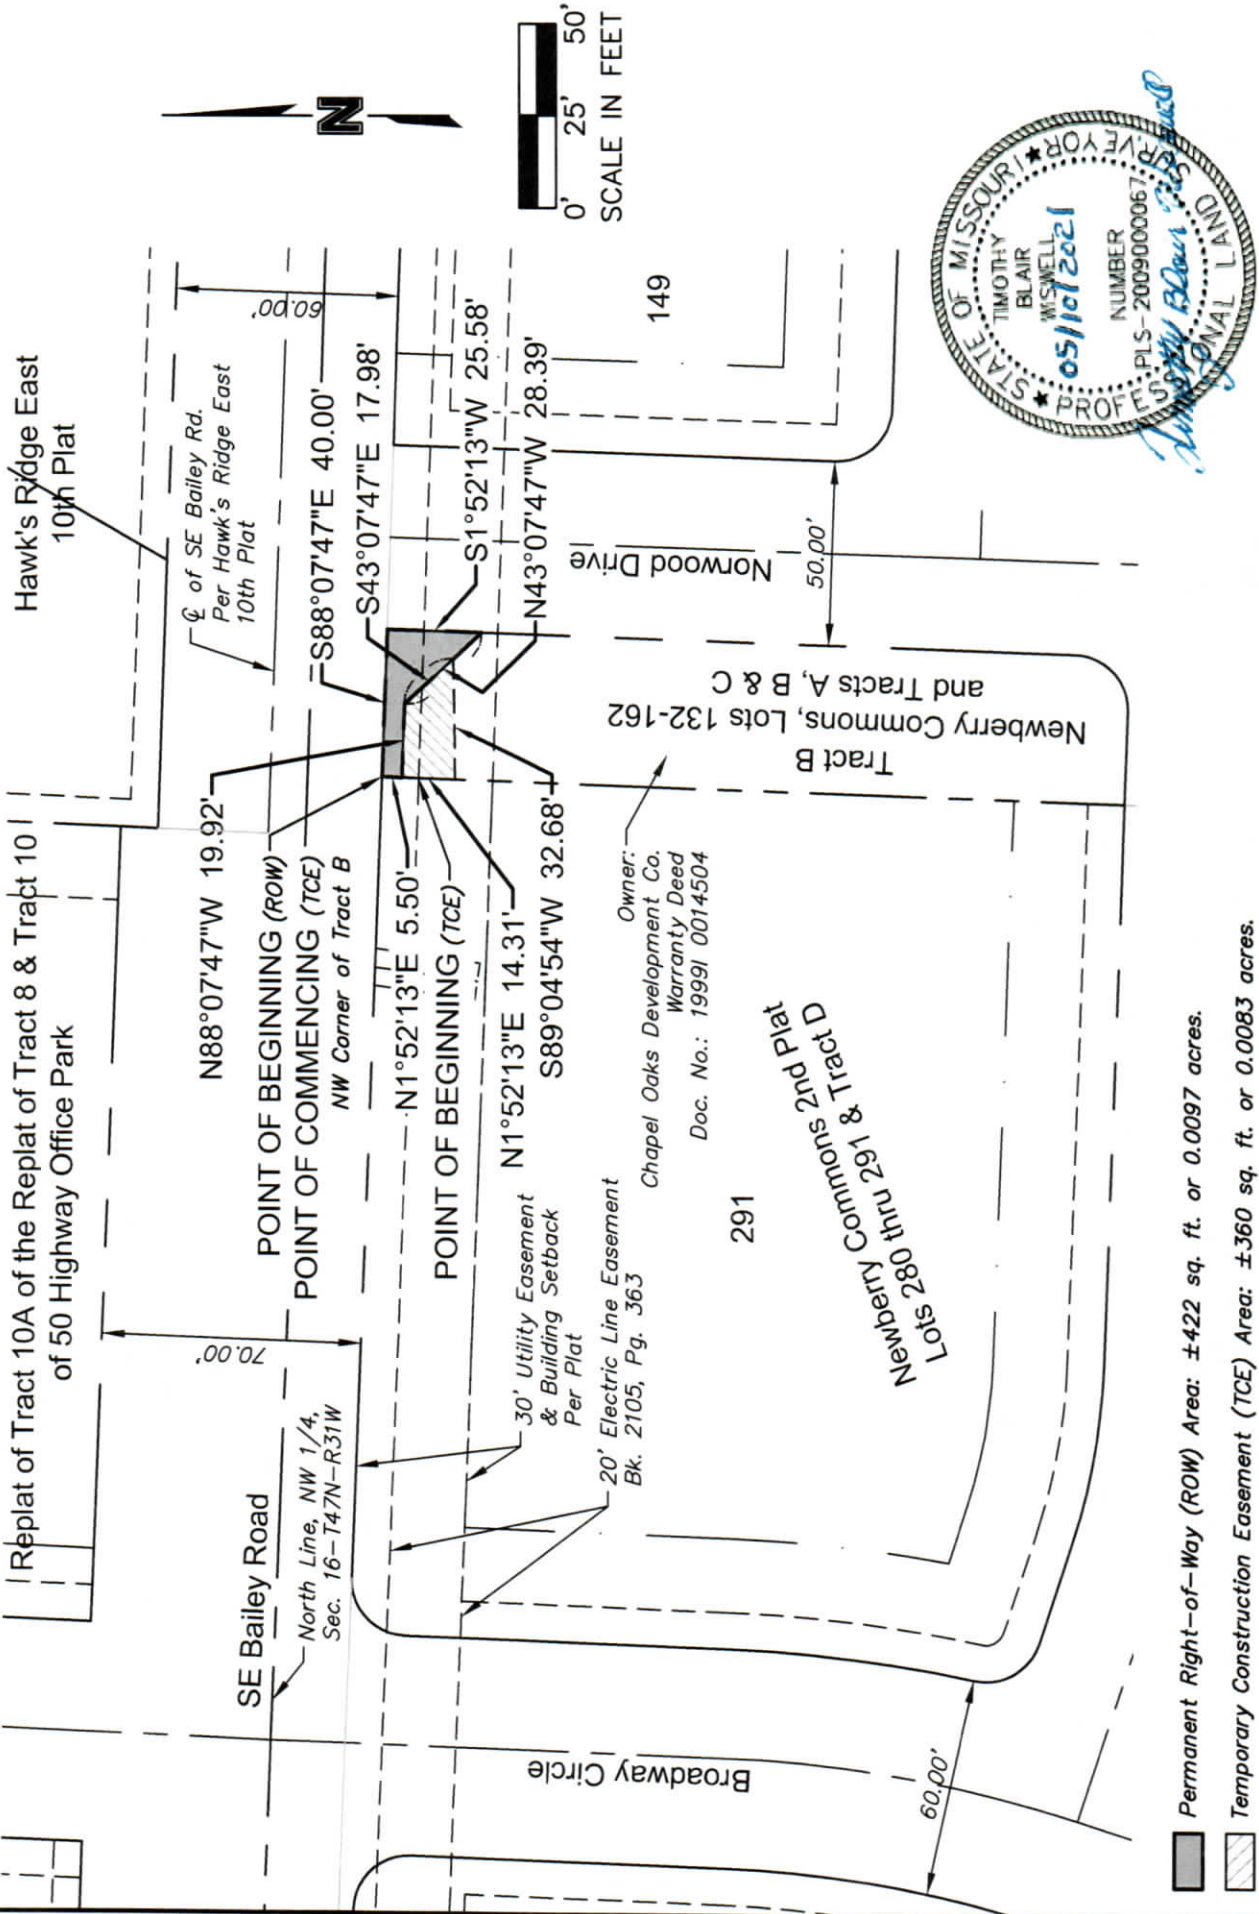 Replat of Tract 10A of the Replat of Tract 8 & Tract 10
of 50 Highway Office Park
Hawk's Ridge East
10th Plat
℄ of SE Bailey Rd.
Per Hawk's Ridge East
10th Plat
60.00'
N
0' 25' 50'
SCALE IN FEET
SE Bailey Road
North Line, NW 1/4,
Sec. 16-T47N-R31W
70.00'
N88°07'47"W 19.92'
POINT OF BEGINNING (ROW)
POINT OF COMMENCING (TCE)
NW Corner of Tract B
N1°52'13"E 5.50'
POINT OF BEGINNING (TCE)
N1°52'13"E 14.31'
S89°04'54"W 32.68'
S88°07'47"E 40.00'
S43°07'47"E 17.98'
S1°52'13"W 25.58'
N43°07'47"W 28.39'
149
30' Utility Easement
& Building Setback
Per Plat
20' Electric Line Easement
Bk. 2105, Pg. 363
Owner:
Chapel Oaks Development Co.
Warranty Deed
Doc. No.: 1999I 0014504
291
Newberry Commons 2nd Plat
Lots 280 thru 291 & Tract D
Tract B
Newberry Commons, Lots 132-162
and Tracts A, B & C
Norwood Drive
50.00'
Broadway Circle
60.00'
STATE OF MISSOURI
TIMOTHY
BLAIR
WISWELL
05/10/2021
NUMBER
PLS-2009000067
PROFESSIONAL LAND SURVEYOR
Permanent Right-of-Way (ROW) Area: ±422 sq. ft. or 0.0097 acres.
Temporary Construction Easement (TCE) Area: ±360 sq. ft. or 0.0083 acres.